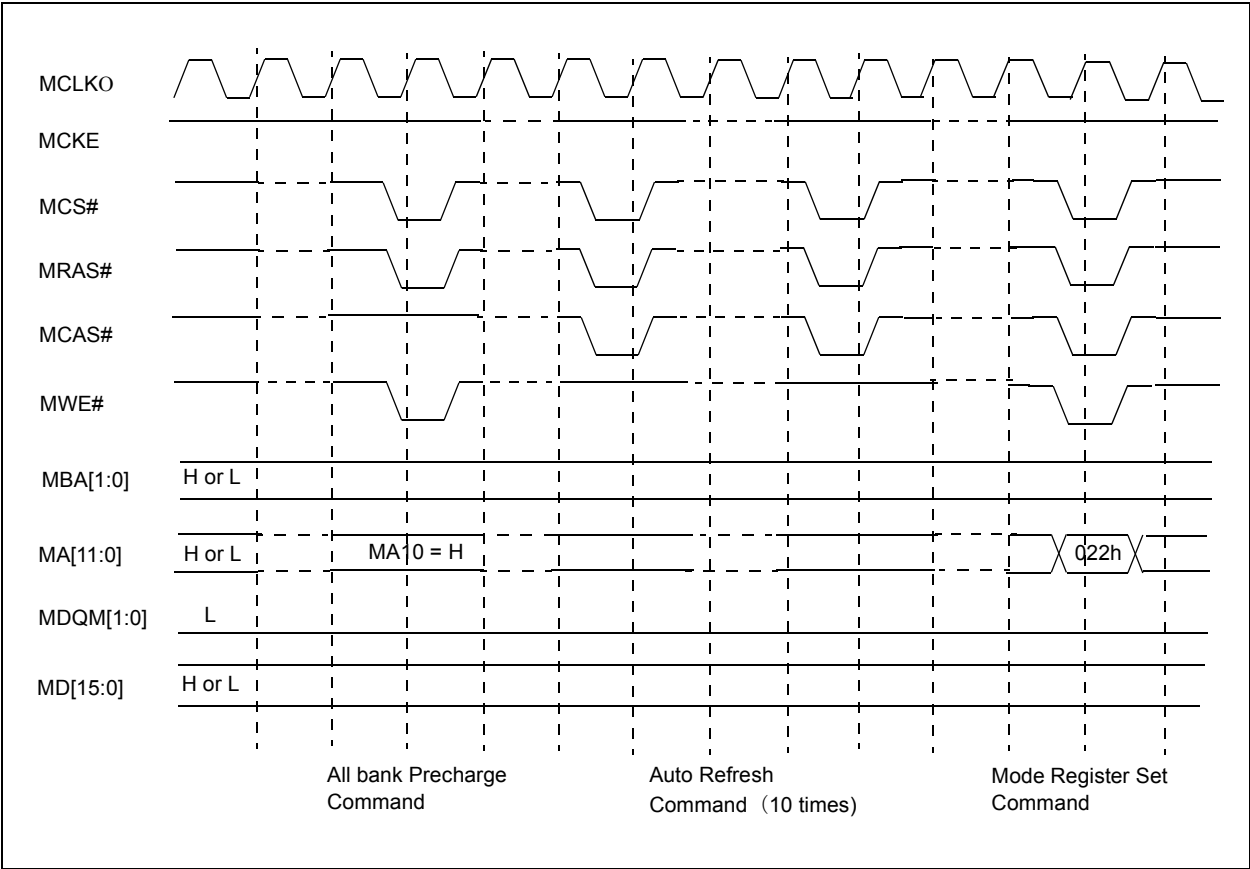 MCLKO
MCKE
MCS#
MRAS#
MCAS#
MWE#
MBA[1:0] H or L
MA[11:0] H or L MA10 = H 022h
MDQM[1:0] L
MD[15:0] H or L
All bank Precharge
Command
Auto Refresh
Command（10 times)
Mode Register Set
Command